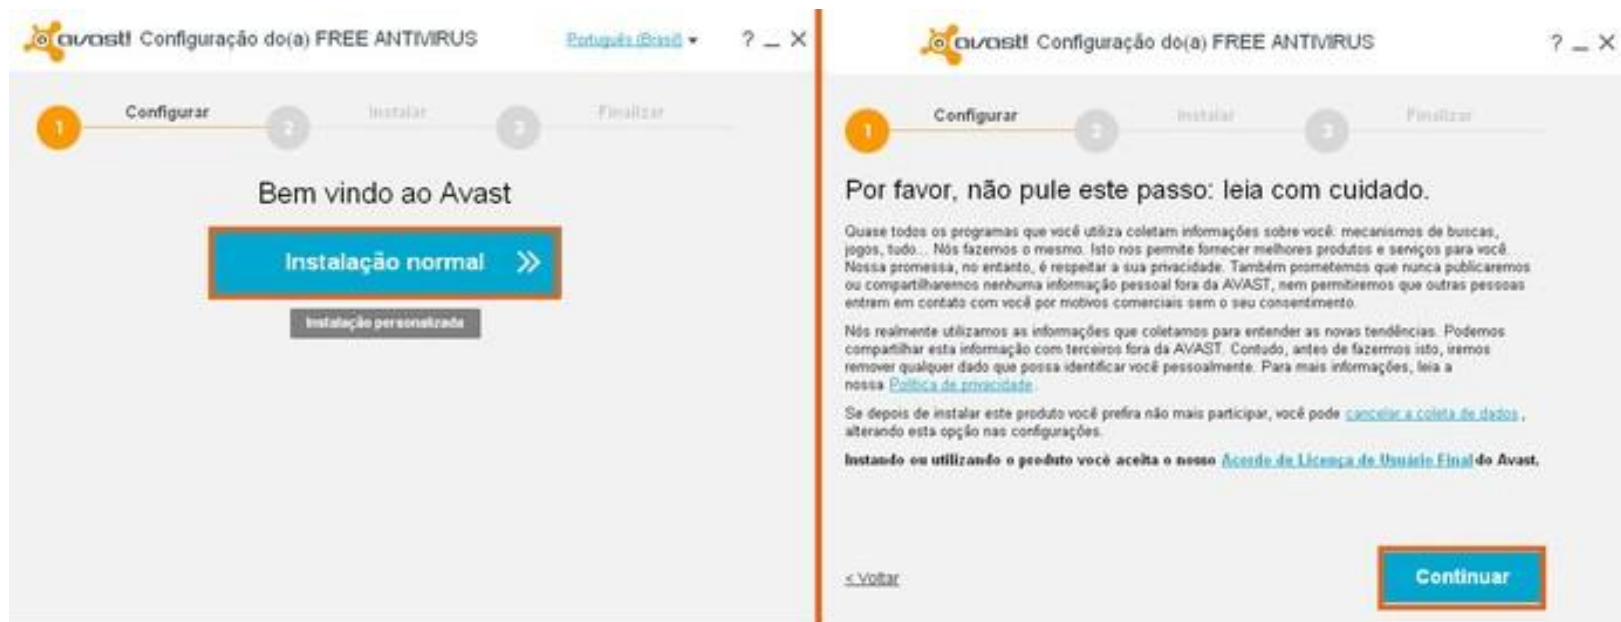 avast! Configuração do(a) FREE ANTIVIRUS Português (Brasil) ?
1 Configurar 2 Instalar 3 Finalizar
Bem vindo ao Avast
Instalação normal
Instalação personalizada
avast! Configuração do(a) FREE ANTIVIRUS ?
1 Configurar 2 Instalar 3 Finalizar
Por favor, não pule este passo: leia com cuidado.
Quase todos os programas que você utiliza coletam informações sobre você: mecanismos de buscas,
jogos, tudo... Nós fazemos o mesmo. Isto nos permite fornecer melhores produtos e serviços para você.
Nossa promessa, no entanto, é respeitar a sua privacidade. Também prometemos que nunca publicaremos
ou compartilharemos nenhuma informação pessoal fora da AVAST, nem permitiremos que outras pessoas
entrem em contato com você por motivos comerciais sem o seu consentimento.
Nós realmente utilizamos as informações que coletamos para entender as novas tendências. Podemos
compartilhar esta informação com terceiros fora da AVAST. Contudo, antes de fazermos isto, iremos
remover qualquer dado que possa identificar você pessoalmente. Para mais informações, leia a
nossa Política de privacidade.
Se depois de instalar este produto você prefira não mais participar, você pode cancelar a coleta de dados ,
alterando esta opção nas configurações.
Instando ou utilizando o produto você aceita o nosso Acordo de Licença de Usuário Final do Avast.
< Voltar
Continuar